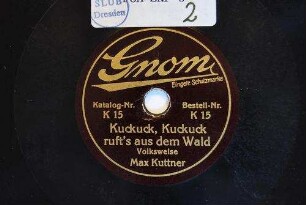 SLUB
Dresden
2
Gnom
Eingetr. Schutzmarke
Katalog-Nr. Bestell-Nr.
K 15 K 15
Kuckuck, Kuckuck
ruft's aus dem Wald
Volksweise
Max Kuttner